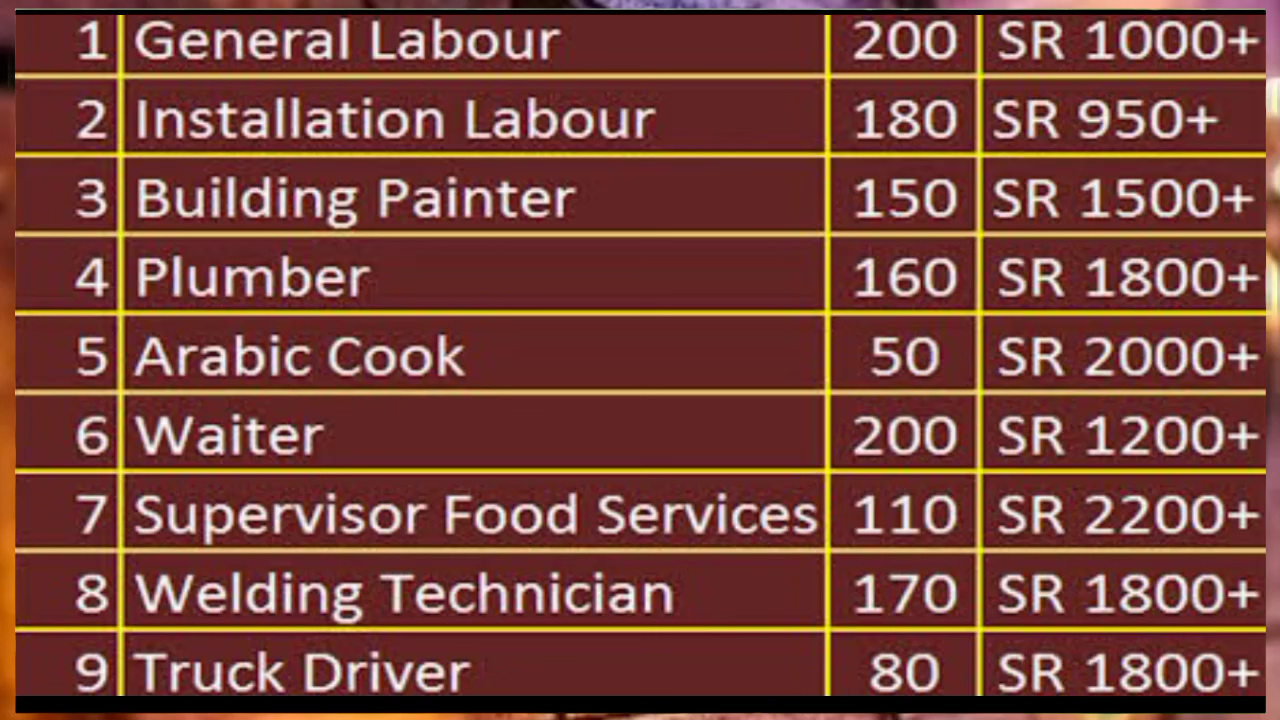 1 General Labour 200 SR 1000+
2 Installation Labour 180 SR 950+
3 Building Painter 150 SR 1500+
4 Plumber 160 SR 1800+
5 Arabic Cook 50 SR 2000+
6 Waiter 200 SR 1200+
7 Supervisor Food Services 110 SR 2200+
8 Welding Technician 170 SR 1800+
9 Truck Driver 80 SR 1800+